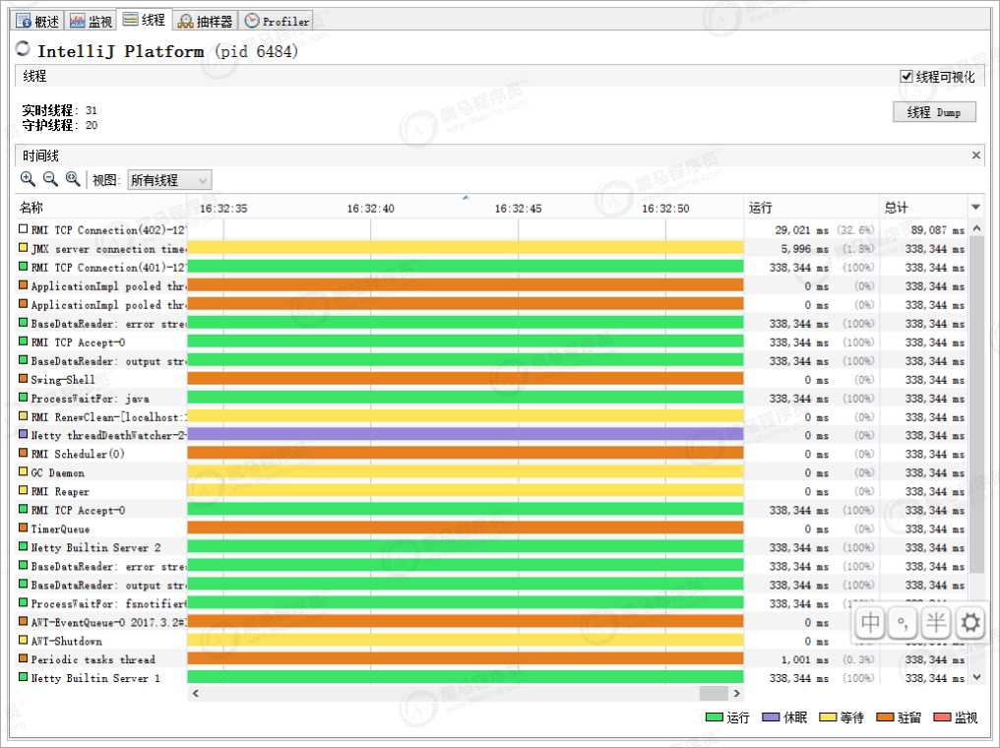 概述 监视 线程 抽样器 Profiler
IntelliJ Platform (pid 6484)
线程 线程可视化
实时线程: 31
守护线程: 20
线程 Dump
时间线
视图: 所有线程
名称 16:32:35 16:32:40 16:32:45 16:32:50 运行 总计
RMI TCP Connection(402)-12 29,021 ms (32.6%) 89,087 ms
JMX server connection time 5,996 ms (1.8%) 338,344 ms
RMI TCP Connection(401)-12 338,344 ms (100%) 338,344 ms
ApplicationImpl pooled thr 0 ms (0%) 338,344 ms
ApplicationImpl pooled thr 0 ms (0%) 338,344 ms
BaseDataReader: error stre 338,344 ms (100%) 338,344 ms
RMI TCP Accept-0 338,344 ms (100%) 338,344 ms
BaseDataReader: output str 338,344 ms (100%) 338,344 ms
Swing-Shell 0 ms (0%) 338,344 ms
ProcessWaitFor: java 338,344 ms (100%) 338,344 ms
RMI RenewClean-[localhost: 0 ms (0%) 338,344 ms
Netty threadDeathWatcher-2- 0 ms (0%) 338,344 ms
RMI Scheduler(0) 0 ms (0%) 338,344 ms
GC Daemon 0 ms (0%) 338,344 ms
RMI Reaper 0 ms (0%) 338,344 ms
RMI TCP Accept-0 338,344 ms (100%) 338,344 ms
TimerQueue 0 ms (0%) 338,344 ms
Netty Builtin Server 2 338,344 ms (100%) 338,344 ms
BaseDataReader: error stre 338,344 ms (100%) 338,344 ms
BaseDataReader: output str 338,344 ms (100%) 338,344 ms
ProcessWaitFor: fsnotifier 338,344 ms
AWT-EventQueue-0 2017.3.2# 0 ms
中 °, 半
AWT-Shutdown 0 ms 338,344 ms
Periodic tasks thread 1,001 ms (0.3%) 338,344 ms
Netty Builtin Server 1 338,344 ms (100%) 338,344 ms
运行 休眠 等待 驻留 监视